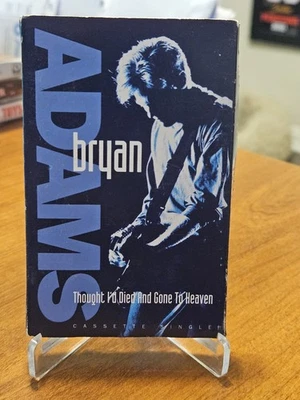 ADAMS
bryan
Thought I'd Died And Gone To Heaven
CASSETTE SINGLE